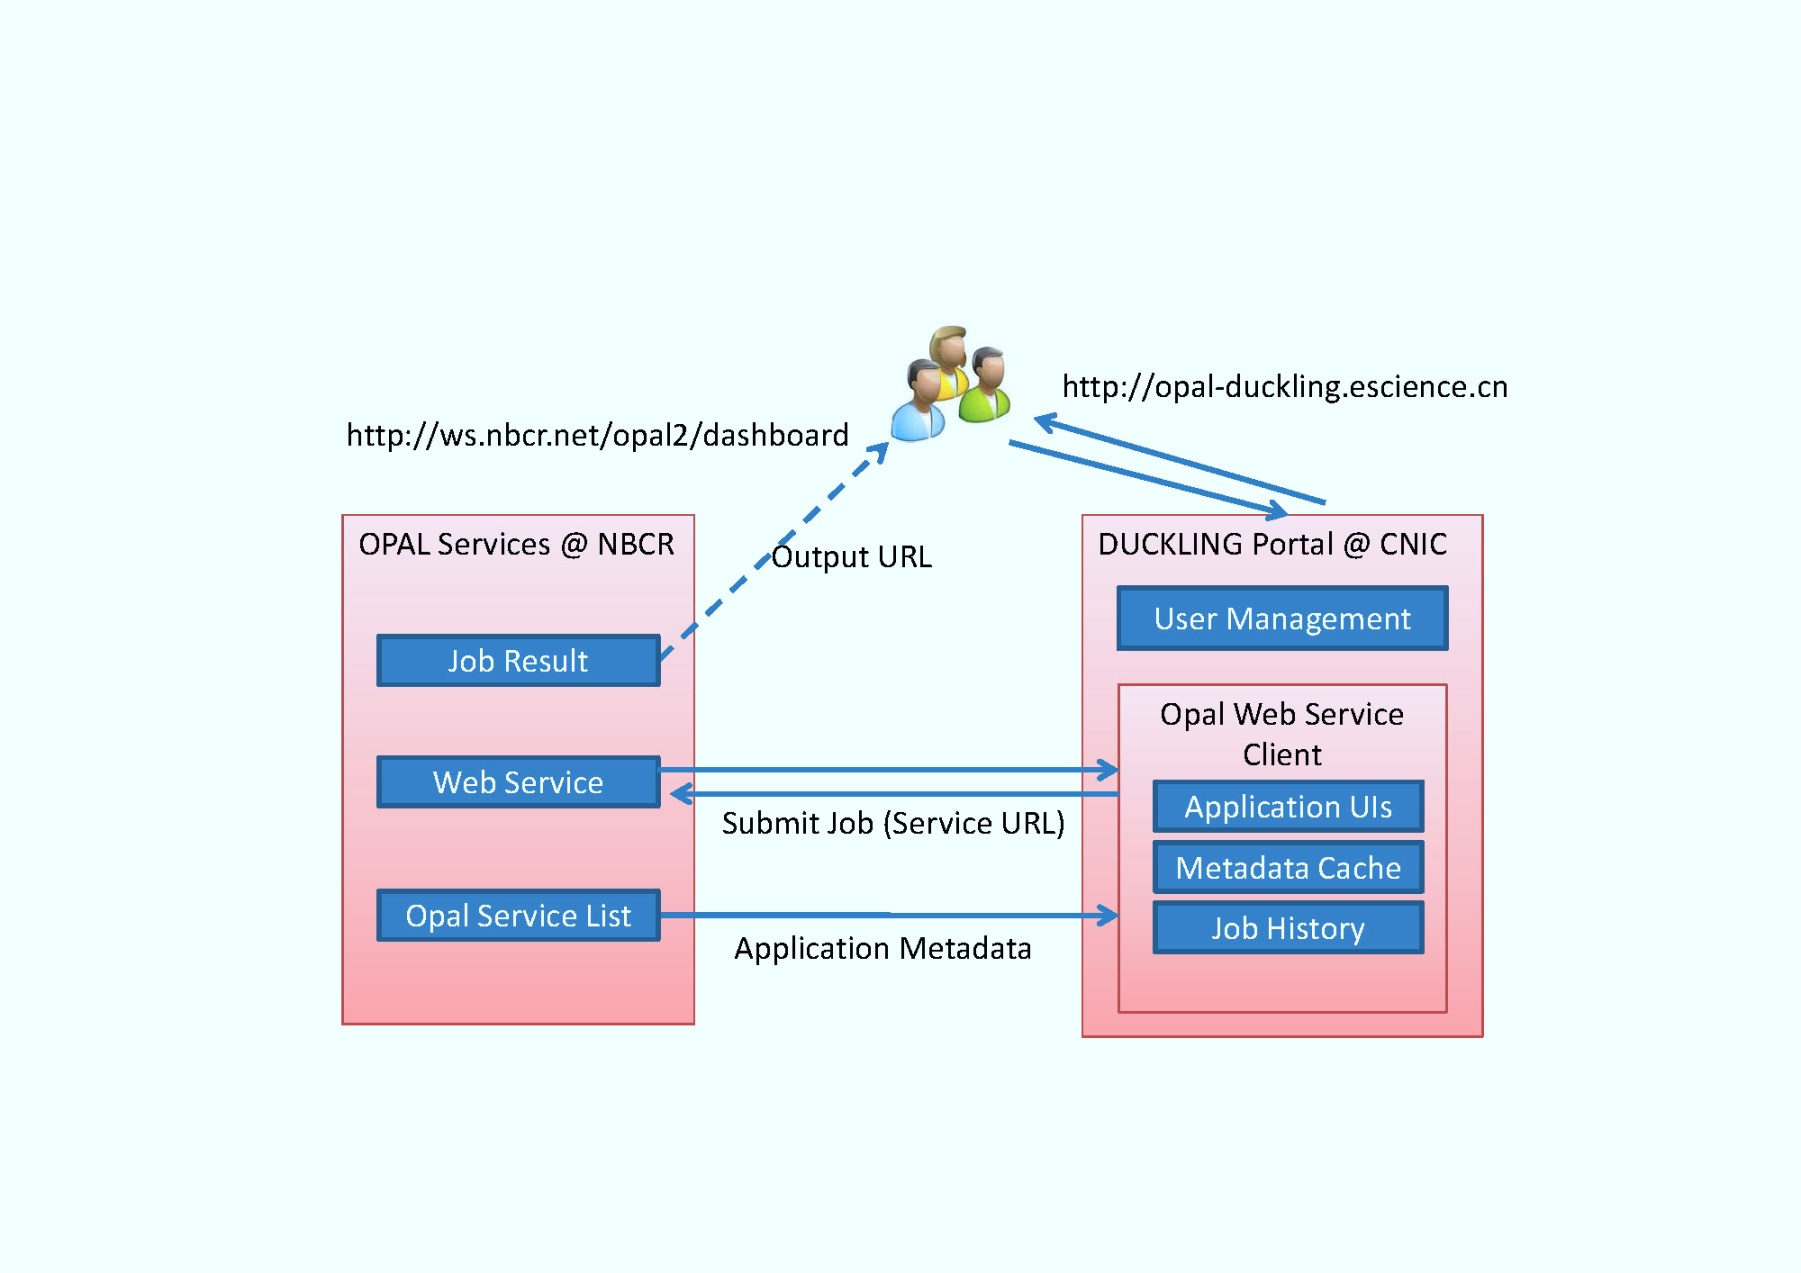 http://opal-duckling.escience.cn
http://ws.nbcr.net/opal2/dashboard
OPAL Services @ NBCR
Output URL
Job Result
Web Service
Submit Job (Service URL)
Opal Service List
Application Metadata
DUCKLING Portal @ CNIC
User Management
Opal Web Service
Client
Application UIs
Metadata Cache
Job History